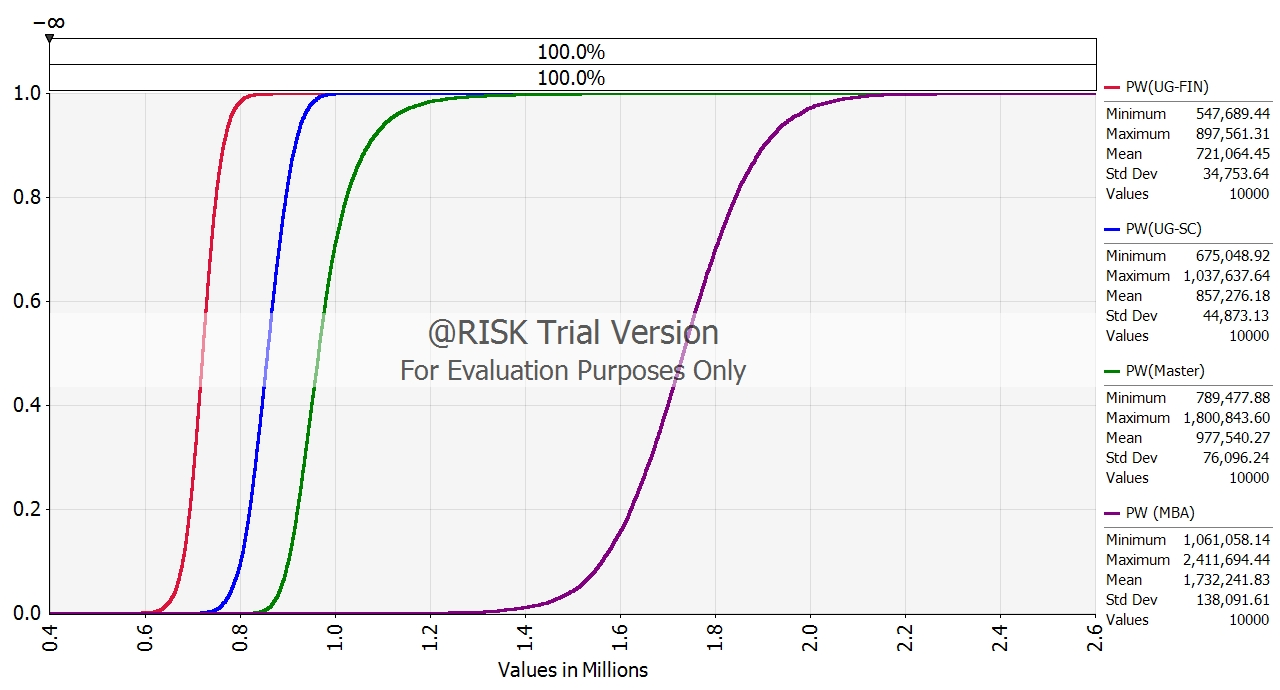 −∞
100.0%
100.0%
1.0
0.8
0.6
0.4
0.2
0.0
0.4
0.6
0.8
1.0
1.2
1.4
1.6
1.8
2.0
2.2
2.4
2.6
Values in Millions
@RISK Trial Version
For Evaluation Purposes Only
PW(UG-FIN)
Minimum 547,689.44
Maximum 897,561.31
Mean 721,064.45
Std Dev 34,753.64
Values 10000
PW(UG-SC)
Minimum 675,048.92
Maximum 1,037,637.64
Mean 857,276.18
Std Dev 44,873.13
Values 10000
PW(Master)
Minimum 789,477.88
Maximum 1,800,843.60
Mean 977,540.27
Std Dev 76,096.24
Values 10000
PW (MBA)
Minimum 1,061,058.14
Maximum 2,411,694.44
Mean 1,732,241.83
Std Dev 138,091.61
Values 10000